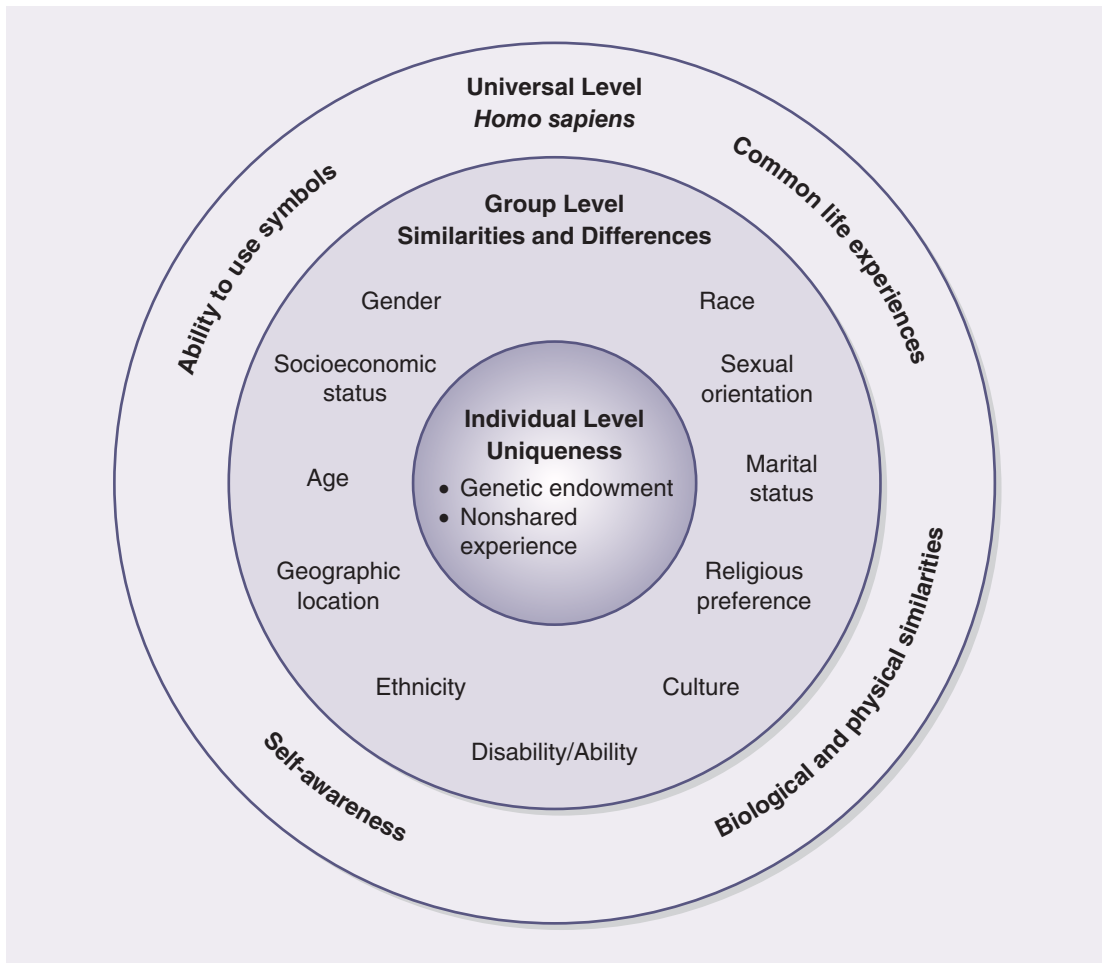 Universal Level
Homo sapiens
Ability to use symbols
Common life experiences
Group Level
Similarities and Differences
Gender
Race
Socioeconomic
status
Sexual
orientation
Individual Level
Uniqueness
• Genetic endowment
• Nonshared
experience
Age
Marital
status
Geographic
location
Religious
preference
Ethnicity
Culture
Disability/Ability
Self-awareness
Biological and physical similarities